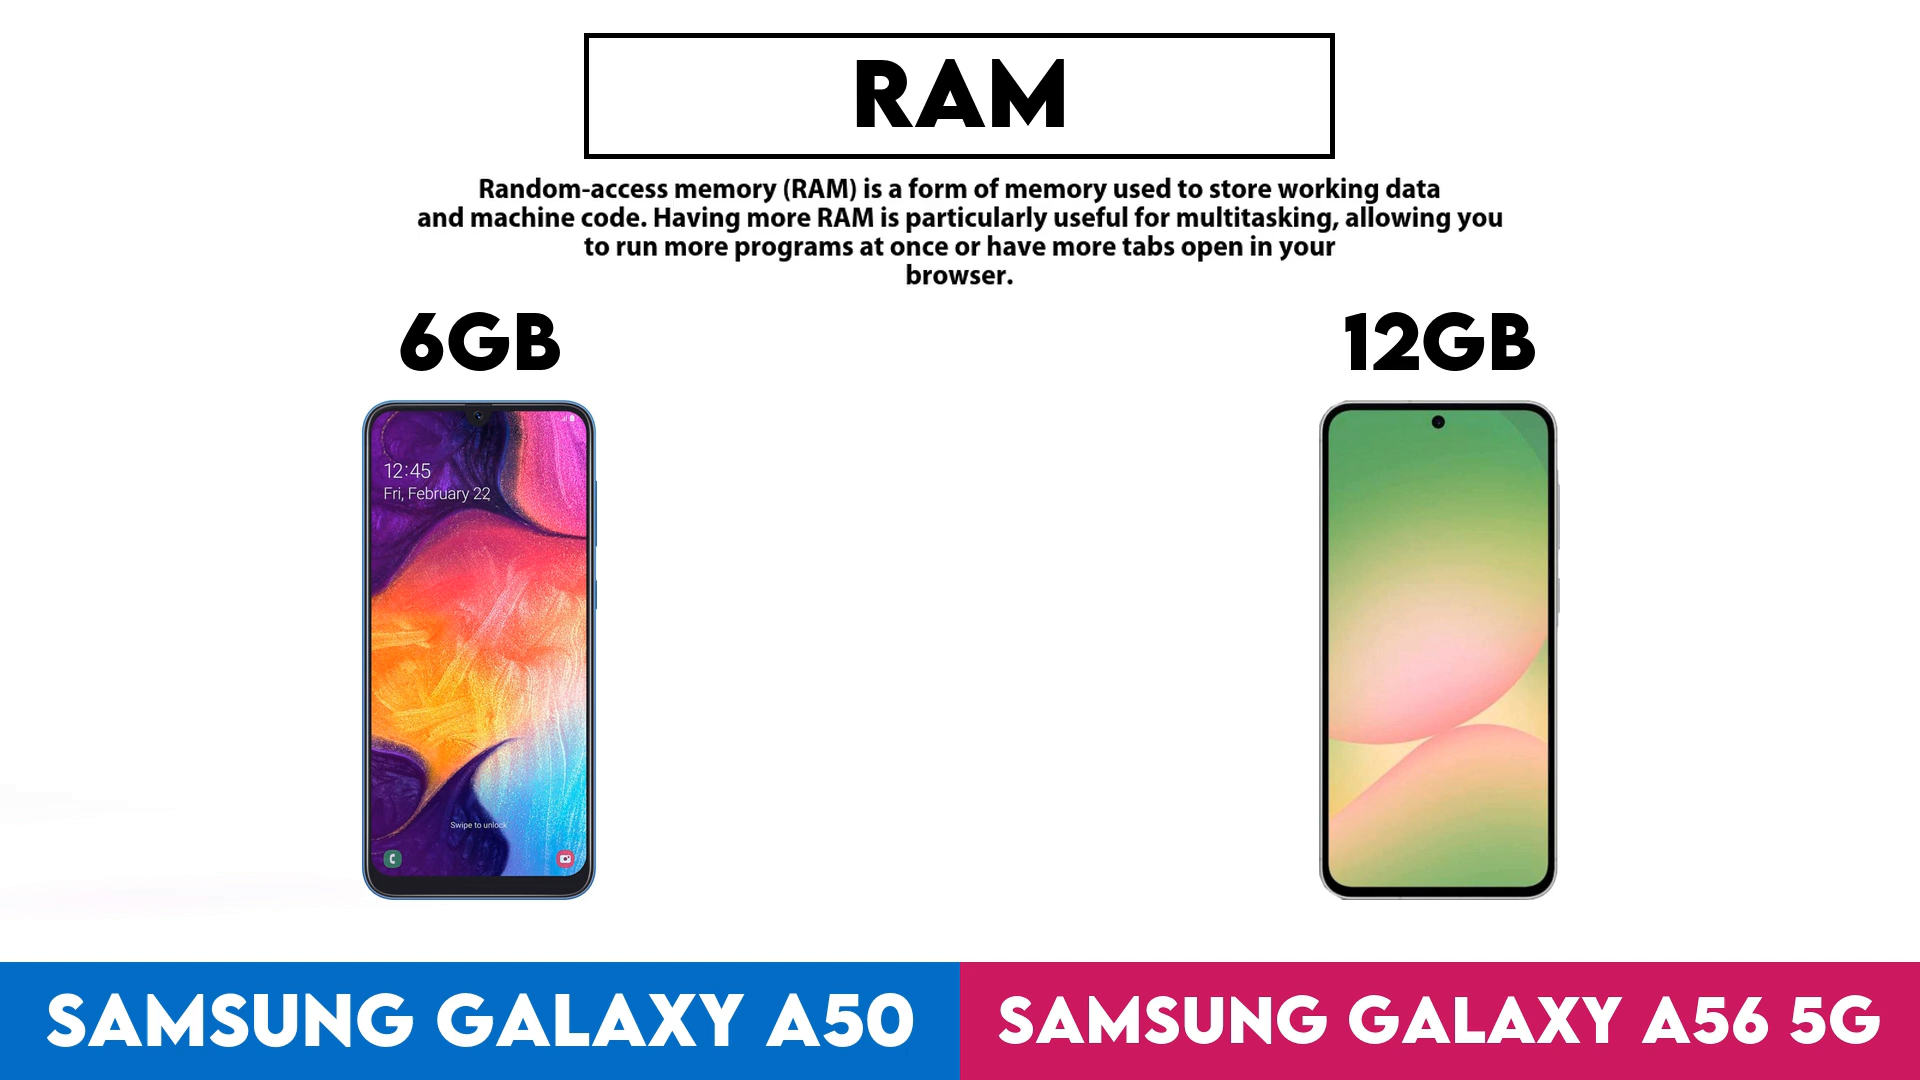 RAM
Random-access memory (RAM) is a form of memory used to store working data
and machine code. Having more RAM is particularly useful for multitasking, allowing you
to run more programs at once or have more tabs open in your
browser.
6GB
12GB
12:45
Fri, February 22
Swipe to unlock
SAMSUNG GALAXY A50
SAMSUNG GALAXY A56 5G